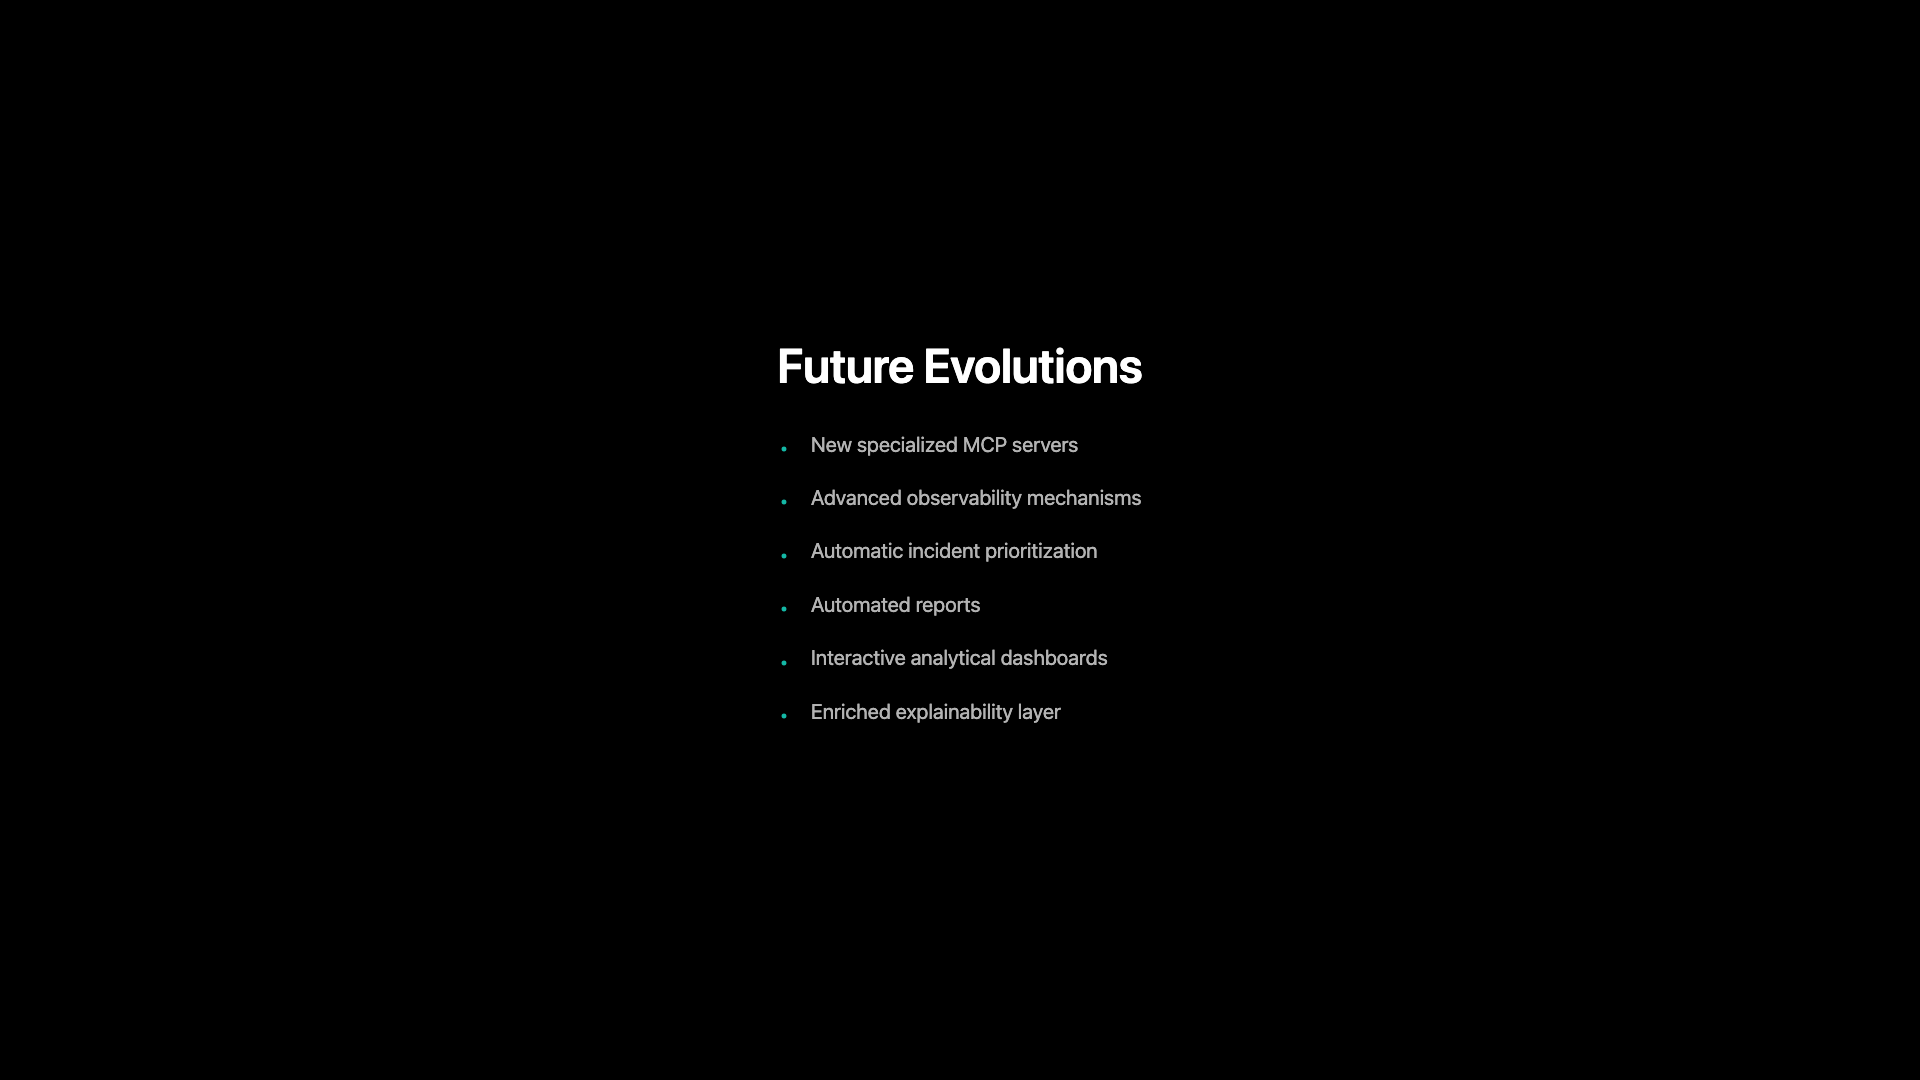 Future Evolutions
• New specialized MCP servers
• Advanced observability mechanisms
• Automatic incident prioritization
• Automated reports
• Interactive analytical dashboards
• Enriched explainability layer